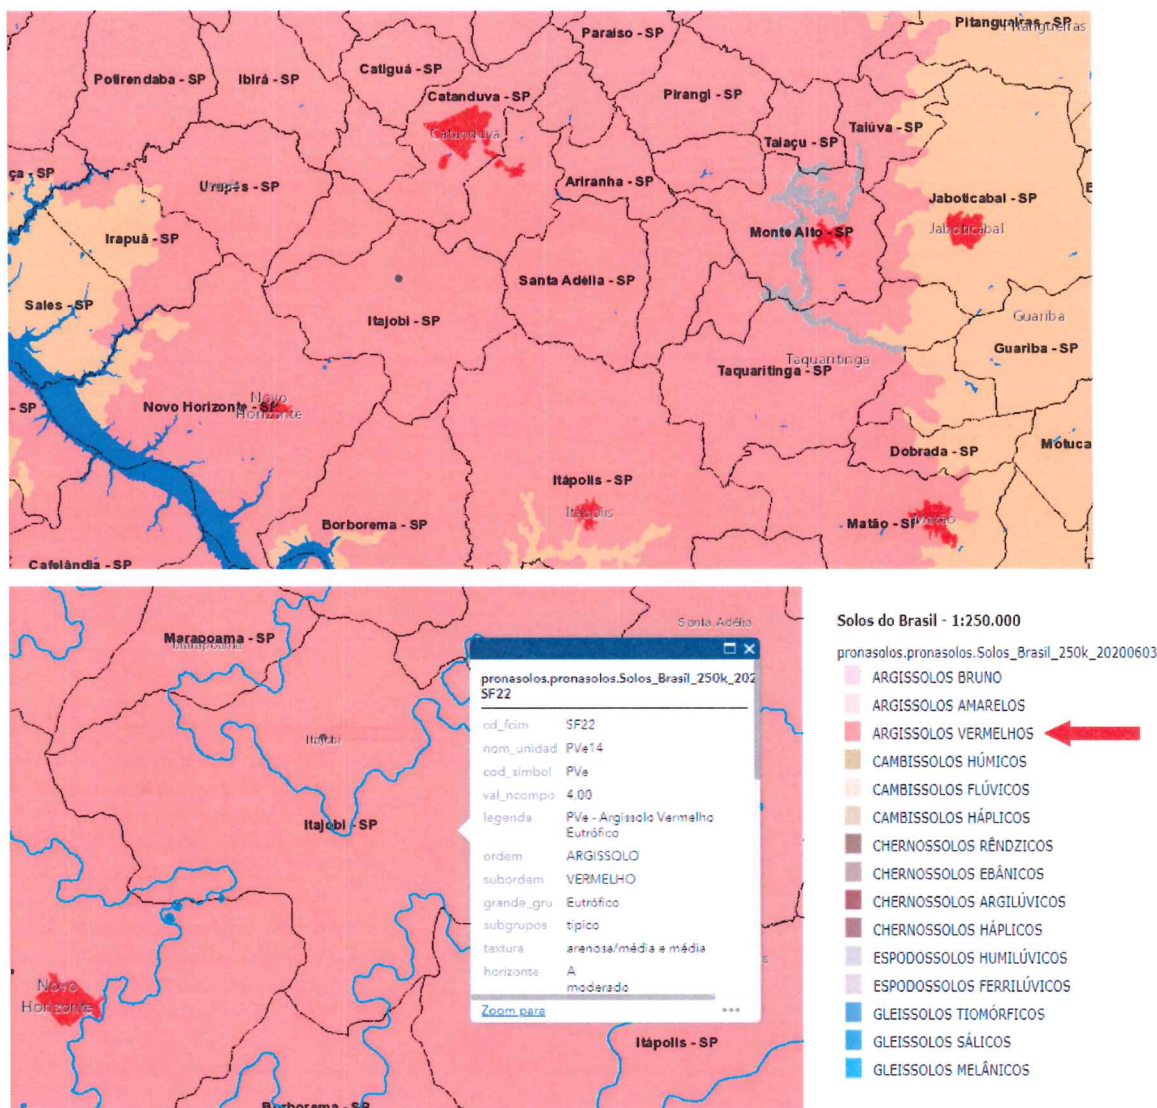 Pitangueiras - SP
Pitangueiras
Paraiso - SP
Catiguá - SP
Potirendaba - SP
Ibirá - SP
Catanduva - SP
Catanduva
Pirangi - SP
Taiúva - SP
Taiaçu - SP
ça - SP
Urupês - SP
Ariranha - SP
Jaboticabal - SP
Jaboticabal
Irapuã - SP
Monte Alto - SP
Santa Adélia - SP
Sales - SP
Itajobi - SP
Guariba
Guariba - SP
Taquaritinga
Taquaritinga - SP
- SP
Novo Horizonte - SP
Novo
Horizonte
Dobrada - SP
Motuca
Itápolis - SP
Itápolis
Borborema - SP
Matão - SP
Matão
Cafelândia - SP
Marapoama - SP
Marapoama
Santa Adélia
Itajobi
Itajobi - SP
Novo
Horizonte
Itápolis - SP
Borborema - SP
pronasolos.pronasolos.Solos_Brasil_250k_202
SF22
cd_fcim SF22
nom_unidad PVe14
cod_simbol PVe
val_ncompo 4,00
legenda PVe - Argissolo Vermelho
Eutrófico
ordem ARGISSOLO
subordem VERMELHO
grande_gru Eutrófico
subgrupos típico
textura arenosa/média e média
horizonte A
moderado
Zoom para
Solos do Brasil - 1:250.000
pronasolos.pronasolos.Solos_Brasil_250k_20200603
ARGISSOLOS BRUNO
ARGISSOLOS AMARELOS
ARGISSOLOS VERMELHOS
CAMBISSOLOS HÚMICOS
CAMBISSOLOS FLÚVICOS
CAMBISSOLOS HÁPLICOS
CHERNOSSOLOS RÊNDZICOS
CHERNOSSOLOS EBÂNICOS
CHERNOSSOLOS ARGILÚVICOS
CHERNOSSOLOS HÁPLICOS
ESPODOSSOLOS HUMILÚVICOS
ESPODOSSOLOS FERRILÚVICOS
GLEISSOLOS TIOMÓRFICOS
GLEISSOLOS SÁLICOS
GLEISSOLOS MELÂNICOS